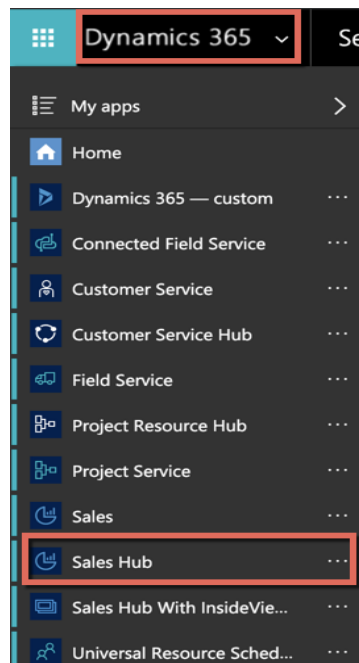 Dynamics 365 Se
My apps
Home
Dynamics 365 — custom ...
Connected Field Service ...
Customer Service ...
Customer Service Hub ...
Field Service ...
Project Resource Hub ...
Project Service ...
Sales ...
Sales Hub ...
Sales Hub With InsideVie... ...
Universal Resource Sched... ...